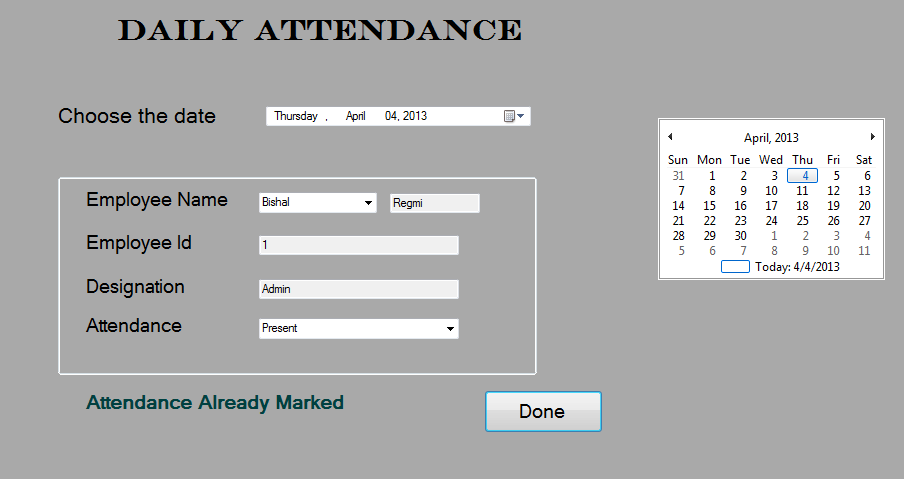 DAILY ATTENDANCE
Choose the date Thursday , April 04, 2013
Employee Name Bishal Regmi
Employee Id 1
Designation Admin
Attendance Present
Attendance Already Marked
Done
April, 2013
Sun Mon Tue Wed Thu Fri Sat
31 1 2 3 4 5 6
7 8 9 10 11 12 13
14 15 16 17 18 19 20
21 22 23 24 25 26 27
28 29 30 1 2 3 4
5 6 7 8 9 10 11
Today: 4/4/2013